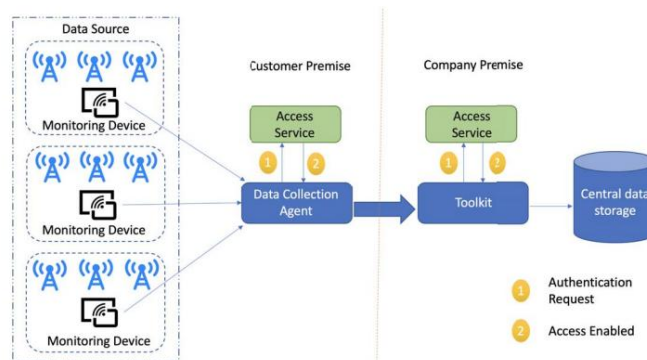 Data Source
Monitoring Device
Monitoring Device
Monitoring Device
Customer Premise
Access
Service
1
2
Data Collection
Agent
Company Premise
Access
Service
1
2
Toolkit
Central data
storage
1
Authentication
Request
2
Access Enabled